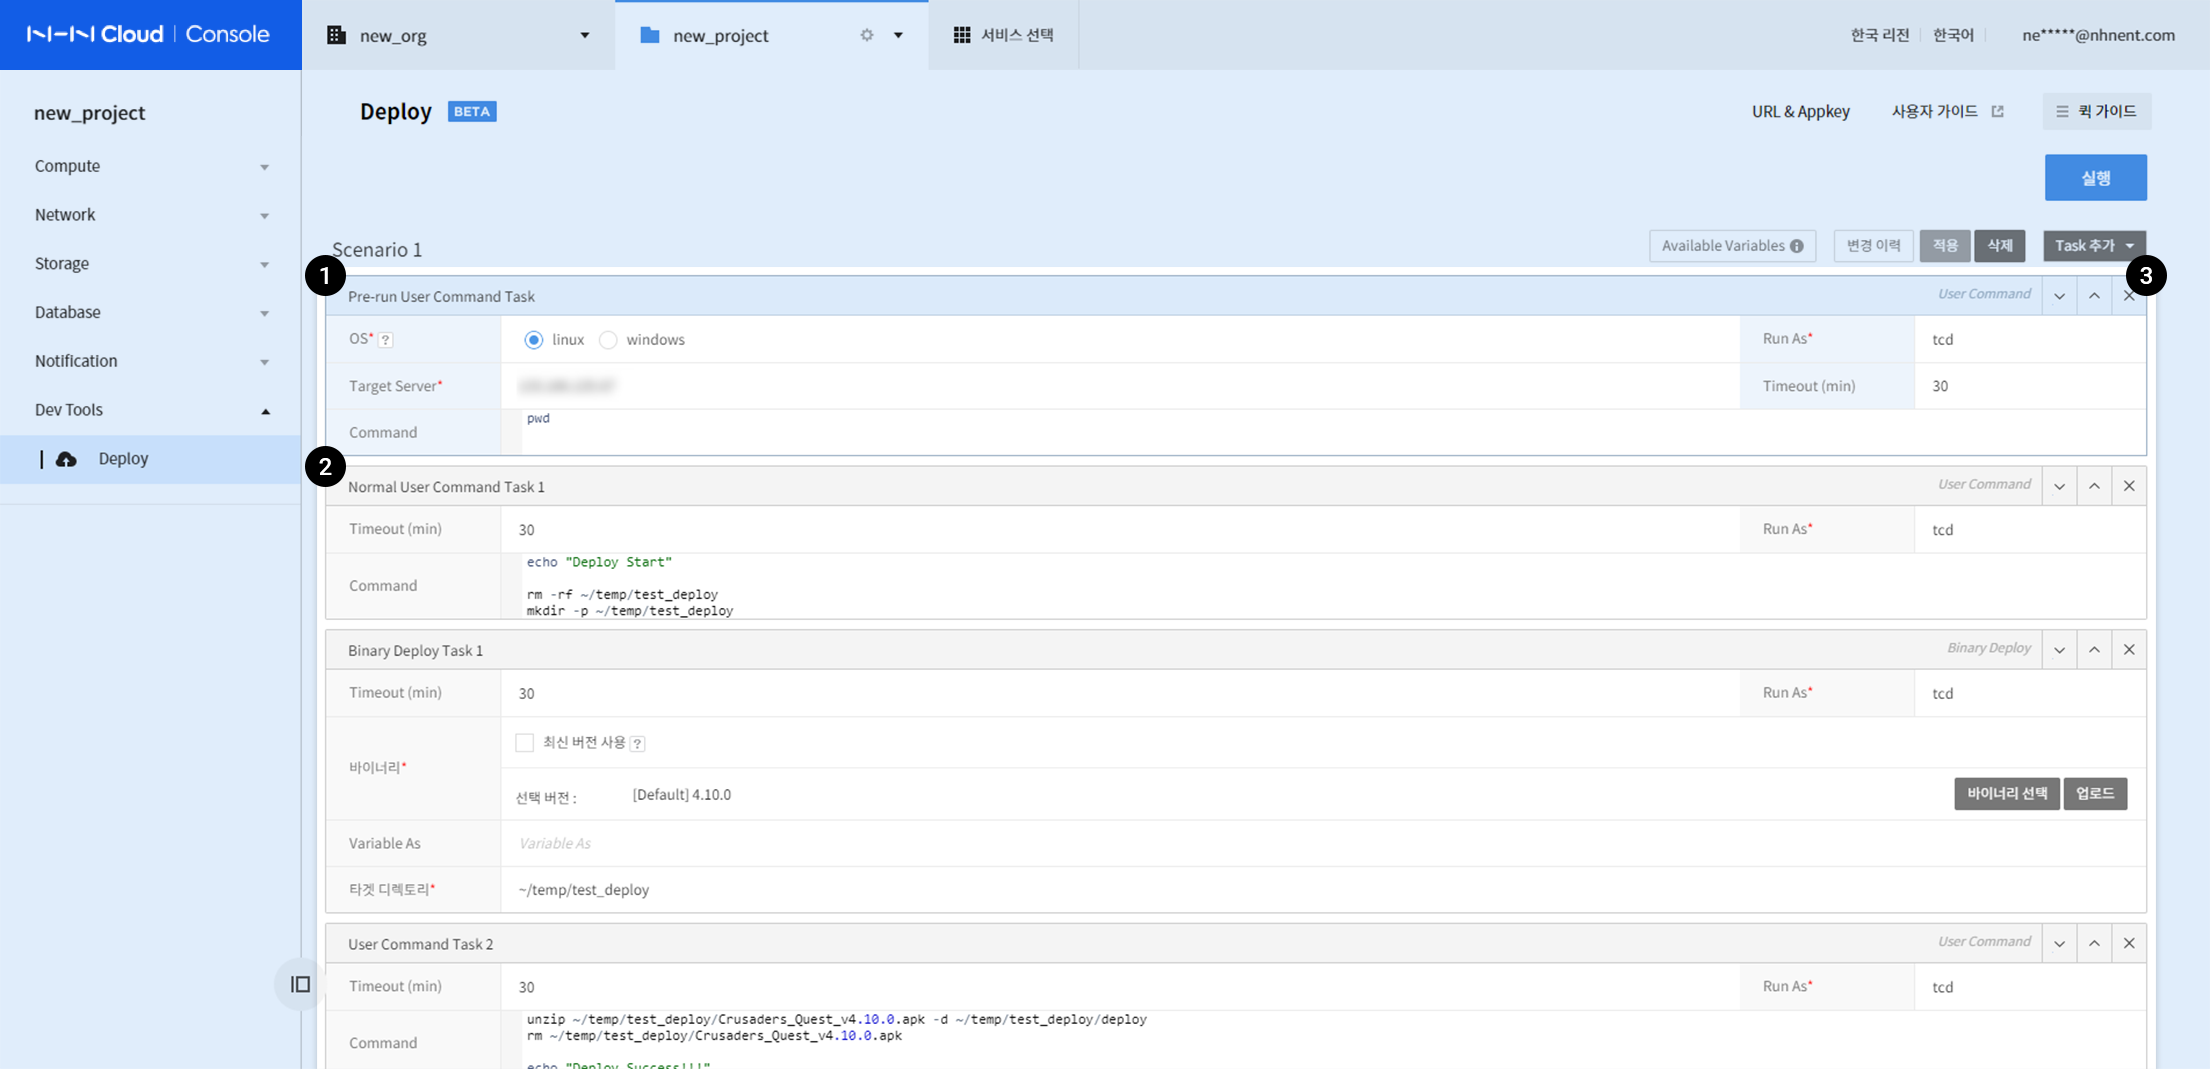 NHN Cloud | Console
new_org
new_project
서비스 선택
한국 리전
한국어
ne*****@nhnent.com
new_project
Compute
Network
Storage
Database
Notification
Dev Tools
Deploy
Deploy BETA
URL & Appkey
사용자 가이드
퀵 가이드
실행
Scenario 1
Available Variables
변경 이력
적용
삭제
Task 추가
1
3
Pre-run User Command Task
User Command
OS* ?
linux
windows
Run As*
tcd
Target Server*
Timeout (min)
30
Command
pwd
2
Normal User Command Task 1
User Command
Timeout (min)
30
Run As*
tcd
Command
echo "Deploy Start"
rm -rf ~/temp/test_deploy
mkdir -p ~/temp/test_deploy
Binary Deploy Task 1
Binary Deploy
Timeout (min)
30
Run As*
tcd
바이너리*
최신 버전 사용 ?
선택 버전 :
[Default] 4.10.0
바이너리 선택
업로드
Variable As
Variable As
타겟 디렉토리*
~/temp/test_deploy
User Command Task 2
User Command
Timeout (min)
30
Run As*
tcd
Command
unzip ~/temp/test_deploy/Crusaders_Quest_v4.10.0.apk -d ~/temp/test_deploy/deploy
rm ~/temp/test_deploy/Crusaders_Quest_v4.10.0.apk
echo "Deploy Success!!!"